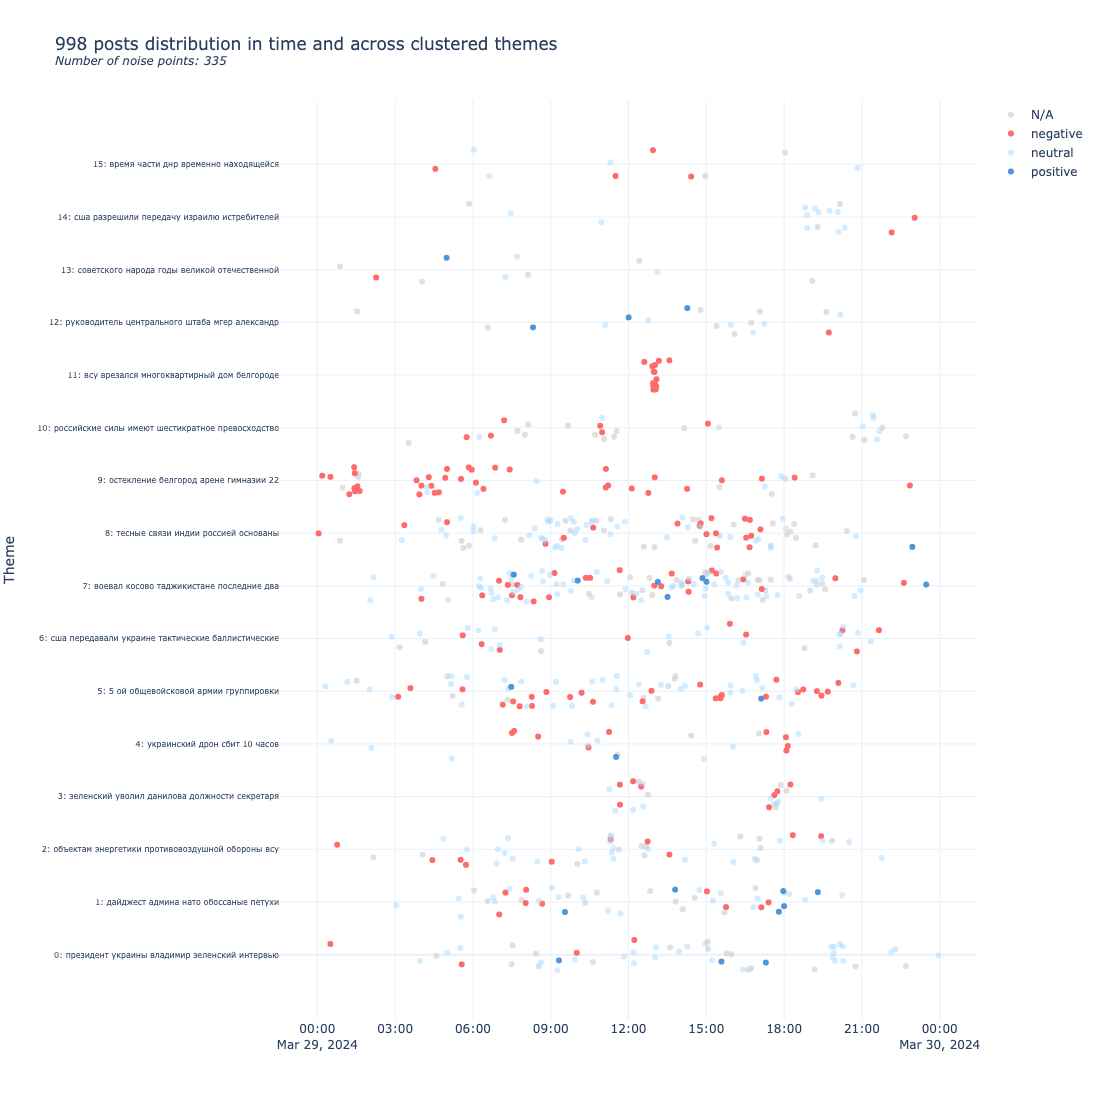 998 posts distribution in time and across clustered themes
Number of noise points: 335
N/A
negative
neutral
positive
Theme
15: время части днр временно находящейся
14: сша разрешили передачу израилю истребителей
13: советского народа годы великой отечественной
12: руководитель центрального штаба мгер александр
11: всу врезался многоквартирный дом белгороде
10: российские силы имеют шестикратное превосходство
9: остекление белгород арене гимназии 22
8: тесные связи индии россией основаны
7: воевал косово таджикистане последние два
6: сша передавали украине тактические баллистические
5: 5 ой общевойсковой армии группировки
4: украинский дрон сбит 10 часов
3: зеленский уволил данилова должности секретаря
2: объектам энергетики противовоздушной обороны всу
1: дайджест админа нато обоссаные петухи
0: президент украины владимир зеленский интервью
00:00 03:00 06:00 09:00 12:00 15:00 18:00 21:00 00:00
Mar 29, 2024 Mar 30, 2024